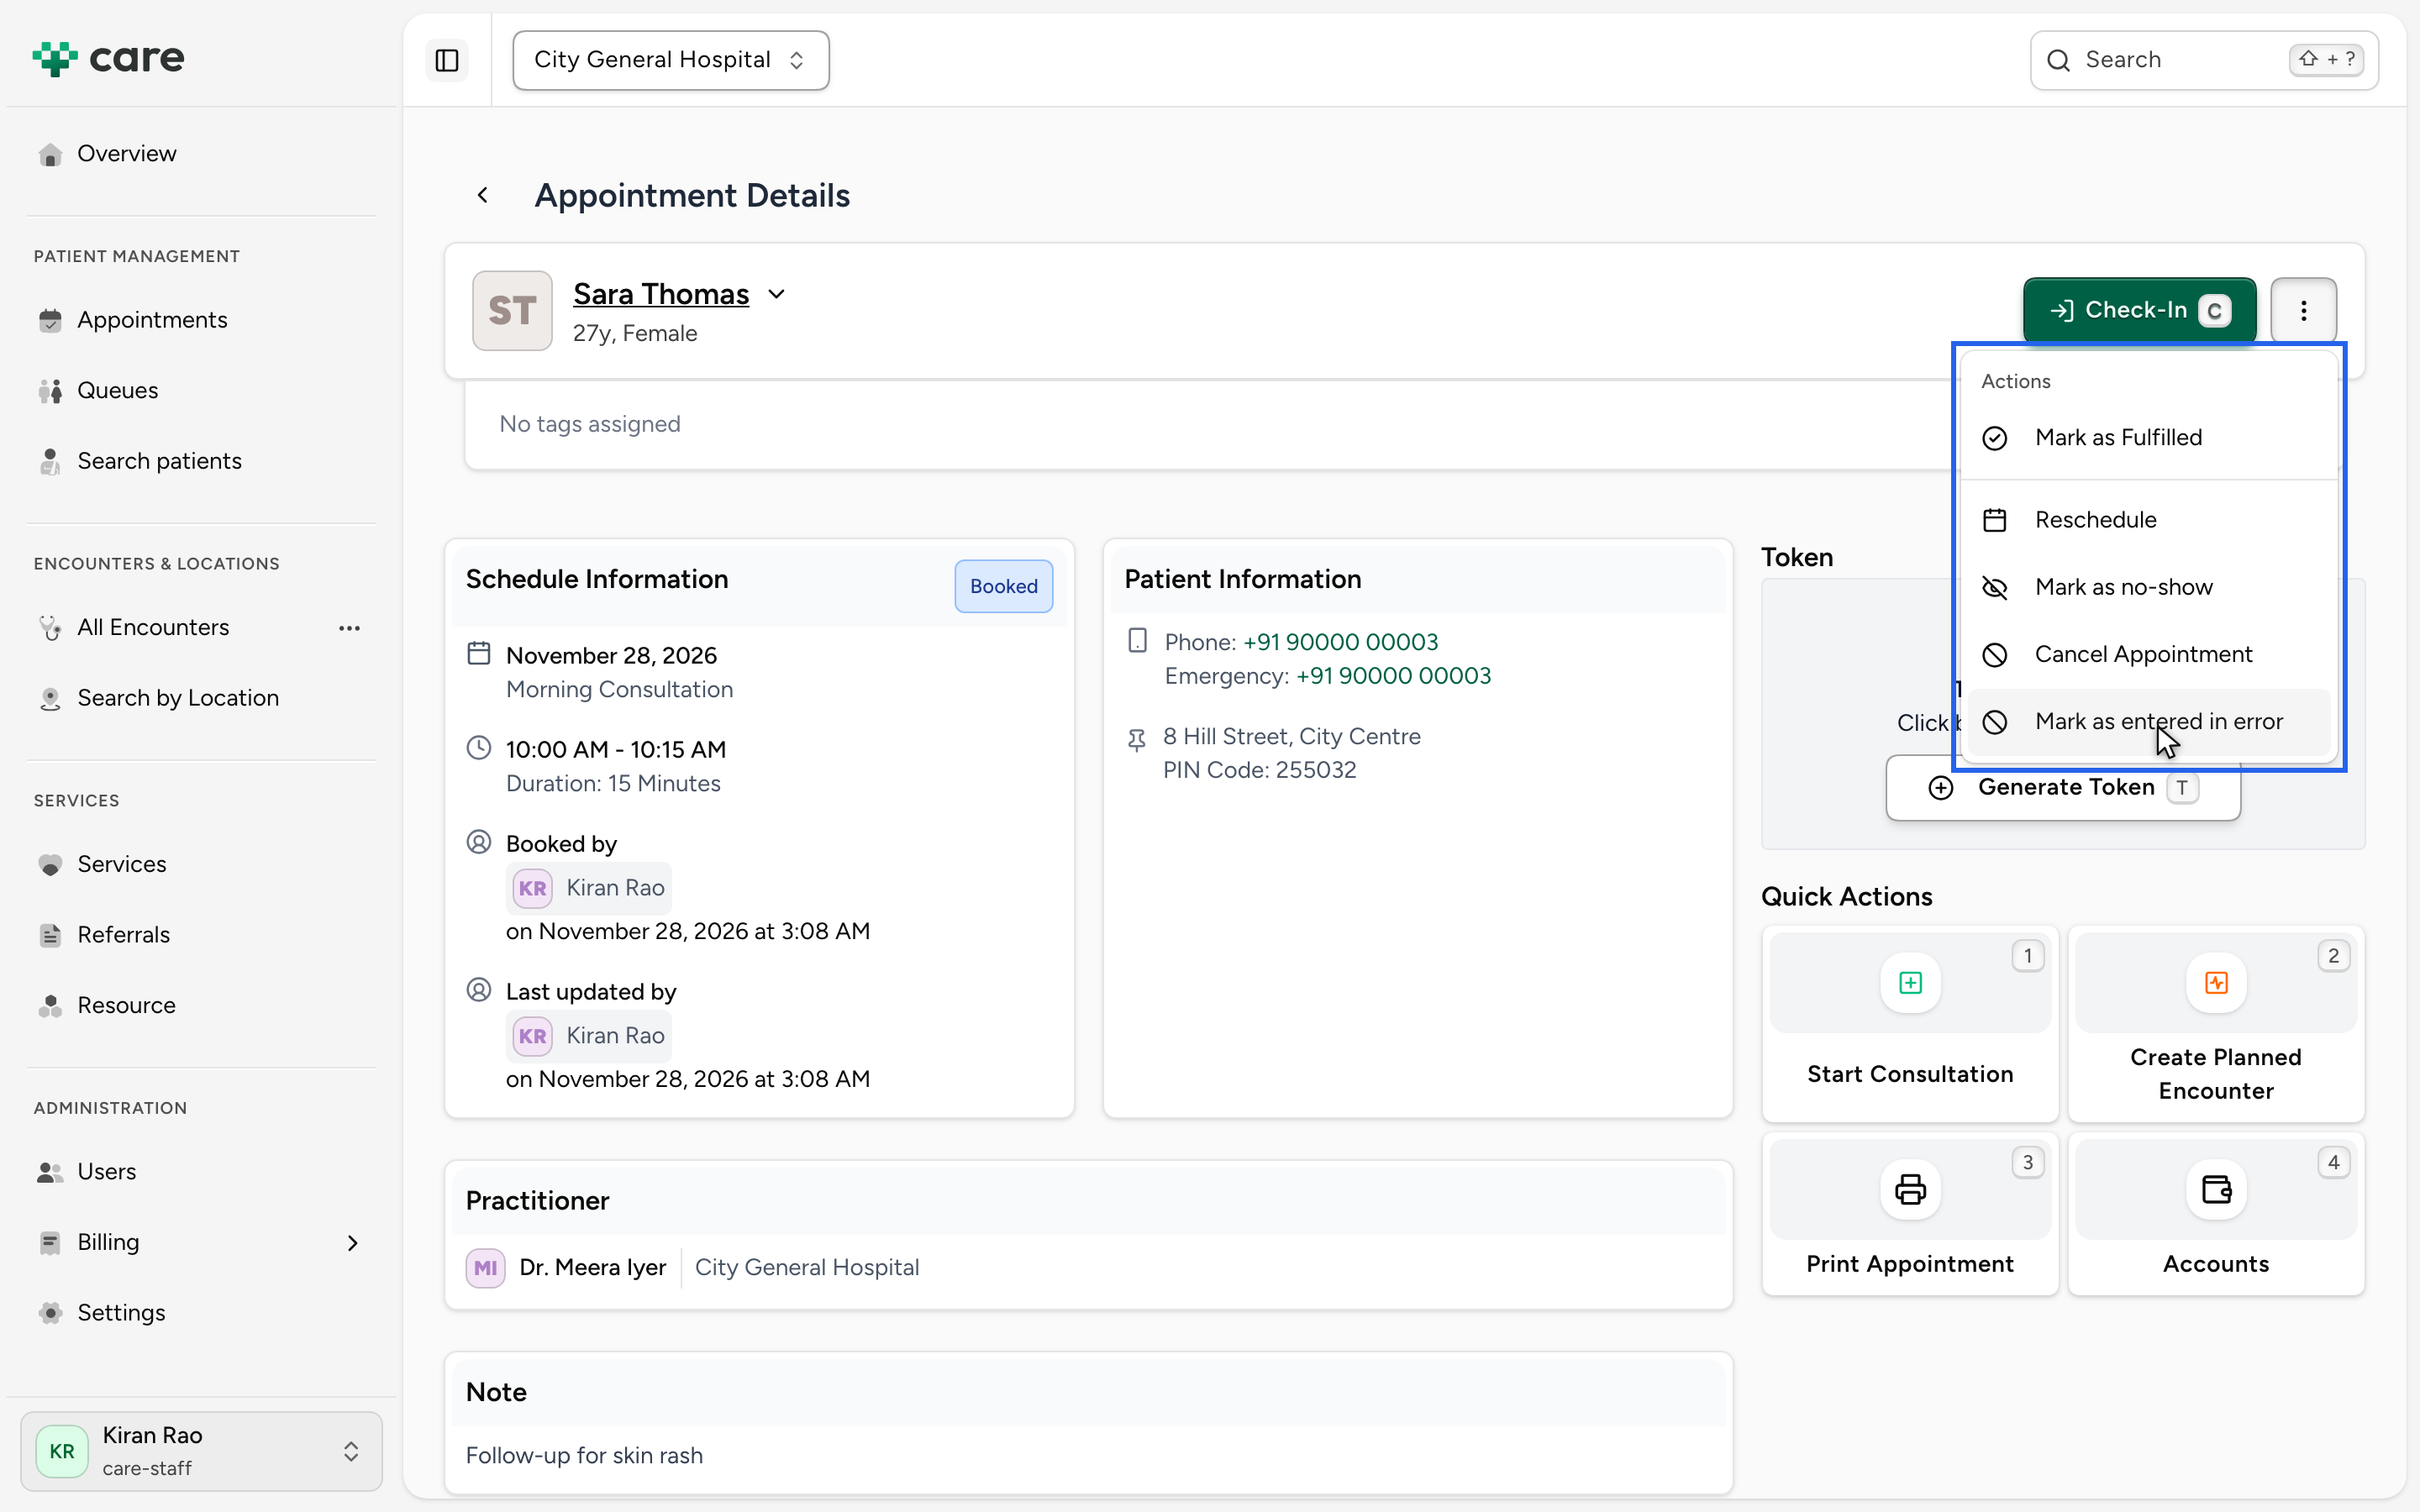 care
City General Hospital
Search
+ ?
Overview
PATIENT MANAGEMENT
Appointments
Queues
Search patients
ENCOUNTERS & LOCATIONS
All Encounters
Search by Location
SERVICES
Services
Referrals
Resource
ADMINISTRATION
Users
Billing
Settings
KR
Kiran Rao
care-staff
Appointment Details
ST
Sara Thomas
27y, Female
Check-In C
No tags assigned
Actions
Mark as Fulfilled
Reschedule
Mark as no-show
Cancel Appointment
Mark as entered in error
Schedule Information
Booked
November 28, 2026
Morning Consultation
10:00 AM - 10:15 AM
Duration: 15 Minutes
Booked by
KR Kiran Rao
on November 28, 2026 at 3:08 AM
Last updated by
KR Kiran Rao
on November 28, 2026 at 3:08 AM
Patient Information
Phone: +91 90000 00003
Emergency: +91 90000 00003
8 Hill Street, City Centre
PIN Code: 255032
Token
Click
Generate Token T
Quick Actions
1
Start Consultation
2
Create Planned
Encounter
3
Print Appointment
4
Accounts
Practitioner
MI Dr. Meera Iyer City General Hospital
Note
Follow-up for skin rash